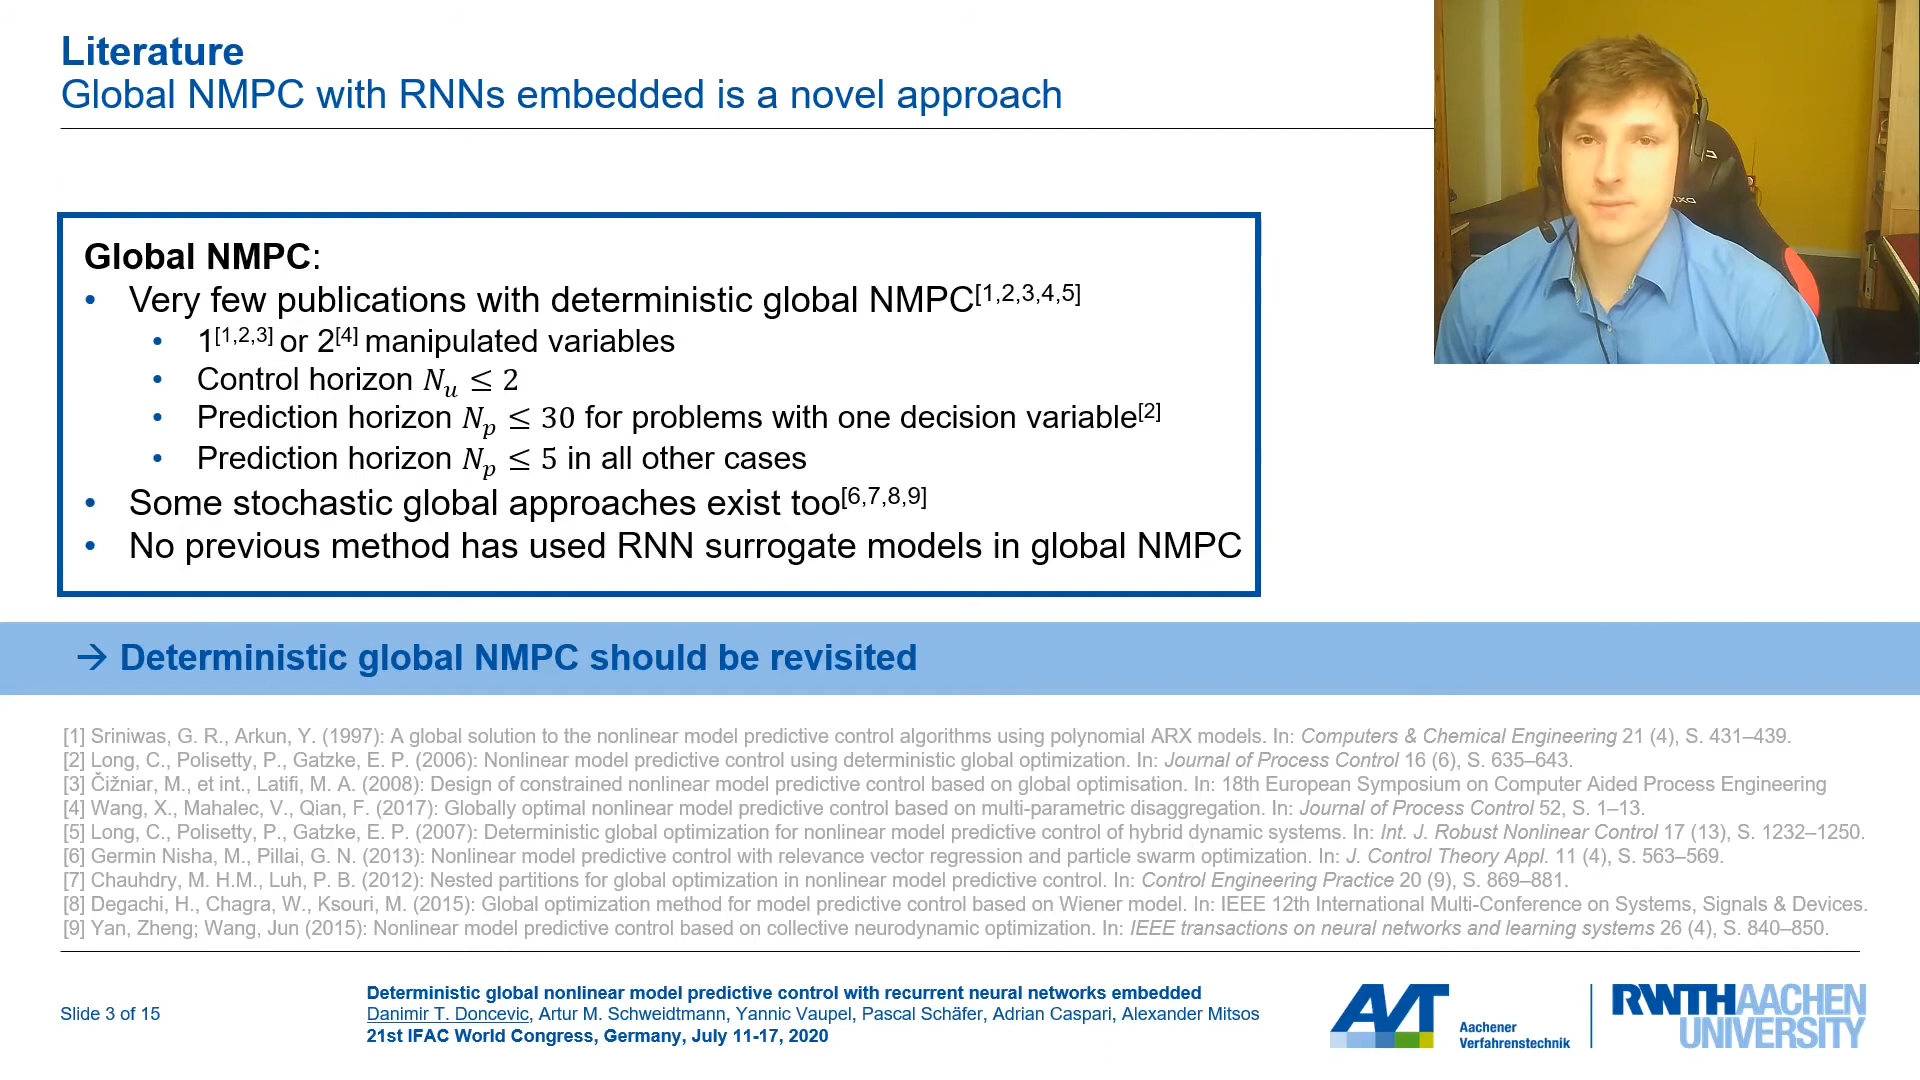 Literature
Global NMPC with RNNs embedded is a novel approach
Global NMPC:
• Very few publications with deterministic global NMPC[1,2,3,4,5]
• 1[1,2,3] or 2[4] manipulated variables
• Control horizon Nu ≤ 2
• Prediction horizon Np ≤ 30 for problems with one decision variable[2]
• Prediction horizon Np ≤ 5 in all other cases
• Some stochastic global approaches exist too[6,7,8,9]
• No previous method has used RNN surrogate models in global NMPC
→ Deterministic global NMPC should be revisited
[1] Sriniwas, G. R., Arkun, Y. (1997): A global solution to the nonlinear model predictive control algorithms using polynomial ARX models. In: Computers & Chemical Engineering 21 (4), S. 431–439.
[2] Long, C., Polisetty, P., Gatzke, E. P. (2006): Nonlinear model predictive control using deterministic global optimization. In: Journal of Process Control 16 (6), S. 635–643.
[3] Čižniar, M., et int., Latifi, M. A. (2008): Design of constrained nonlinear model predictive control based on global optimisation. In: 18th European Symposium on Computer Aided Process Engineering
[4] Wang, X., Mahalec, V., Qian, F. (2017): Globally optimal nonlinear model predictive control based on multi-parametric disaggregation. In: Journal of Process Control 52, S. 1–13.
[5] Long, C., Polisetty, P., Gatzke, E. P. (2007): Deterministic global optimization for nonlinear model predictive control of hybrid dynamic systems. In: Int. J. Robust Nonlinear Control 17 (13), S. 1232–1250.
[6] Germin Nisha, M., Pillai, G. N. (2013): Nonlinear model predictive control with relevance vector regression and particle swarm optimization. In: J. Control Theory Appl. 11 (4), S. 563–569.
[7] Chauhdry, M. H.M., Luh, P. B. (2012): Nested partitions for global optimization in nonlinear model predictive control. In: Control Engineering Practice 20 (9), S. 869–881.
[8] Degachi, H., Chagra, W., Ksouri, M. (2015): Global optimization method for model predictive control based on Wiener model. In: IEEE 12th International Multi-Conference on Systems, Signals & Devices.
[9] Yan, Zheng; Wang, Jun (2015): Nonlinear model predictive control based on collective neurodynamic optimization. In: IEEE transactions on neural networks and learning systems 26 (4), S. 840–850.
Slide 3 of 15
Deterministic global nonlinear model predictive control with recurrent neural networks embedded
Danimir T. Doncevic, Artur M. Schweidtmann, Yannic Vaupel, Pascal Schäfer, Adrian Caspari, Alexander Mitsos
21st IFAC World Congress, Germany, July 11-17, 2020
AVT
Aachener
Verfahrenstechnik
RWTHAACHEN
UNIVERSITY